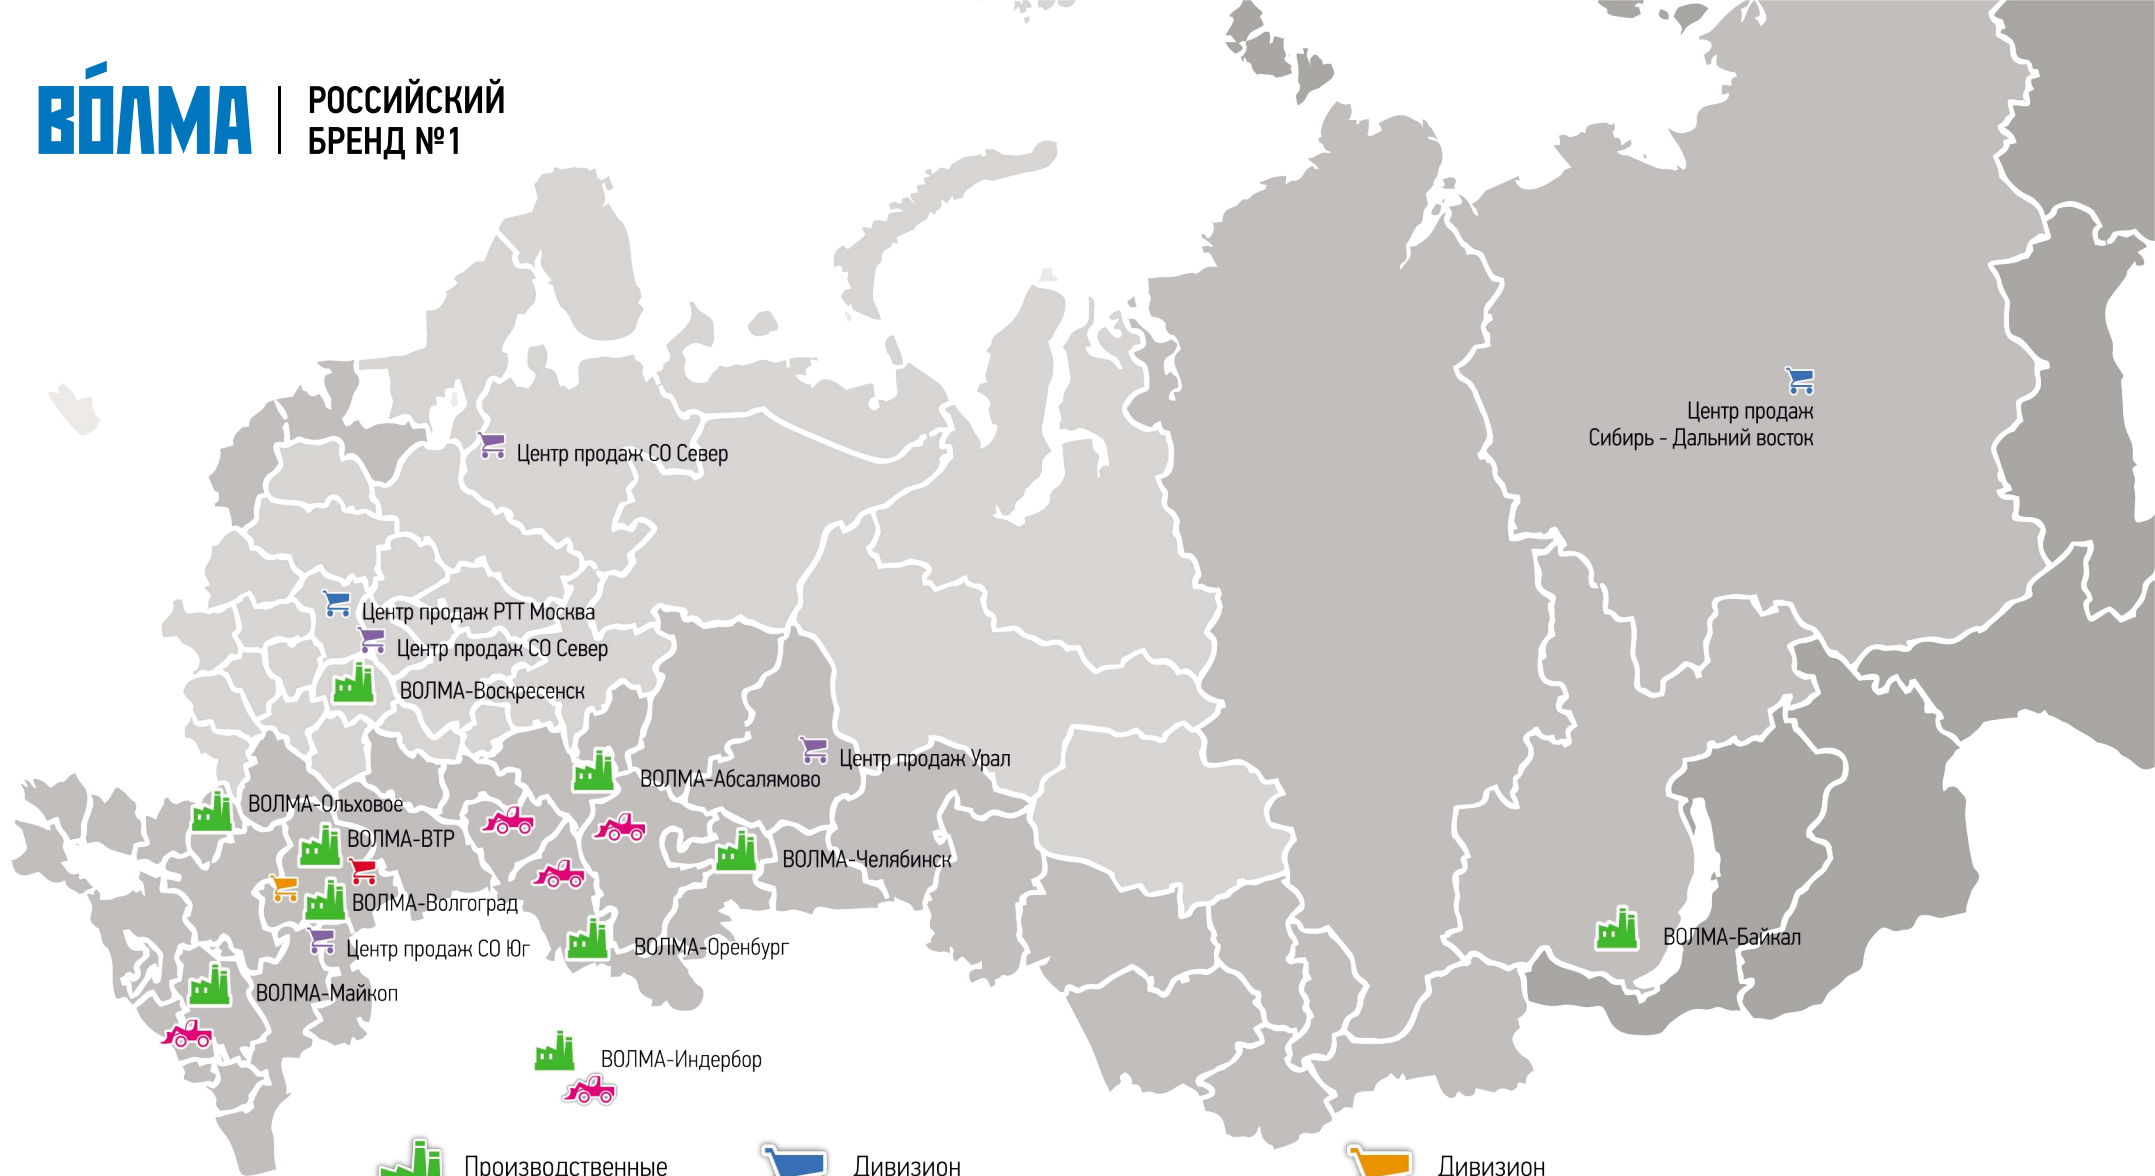 ВО́ЛМА
РОССИЙСКИЙ
БРЕНД №1
Центр продаж
Сибирь - Дальний восток
Центр продаж СО Север
Центр продаж РТТ Москва
Центр продаж СО Север
ВОЛМА-Воскресенск
Центр продаж Урал
ВОЛМА-Абсалямово
ВОЛМА-Ольховое
ВОЛМА-ВТР
ВОЛМА-Челябинск
ВОЛМА-Волгоград
ВОЛМА-Байкал
Центр продаж СО Юг
ВОЛМА-Оренбург
ВОЛМА-Майкоп
ВОЛМА-Индербор
Производственные
Дивизион
Дивизион